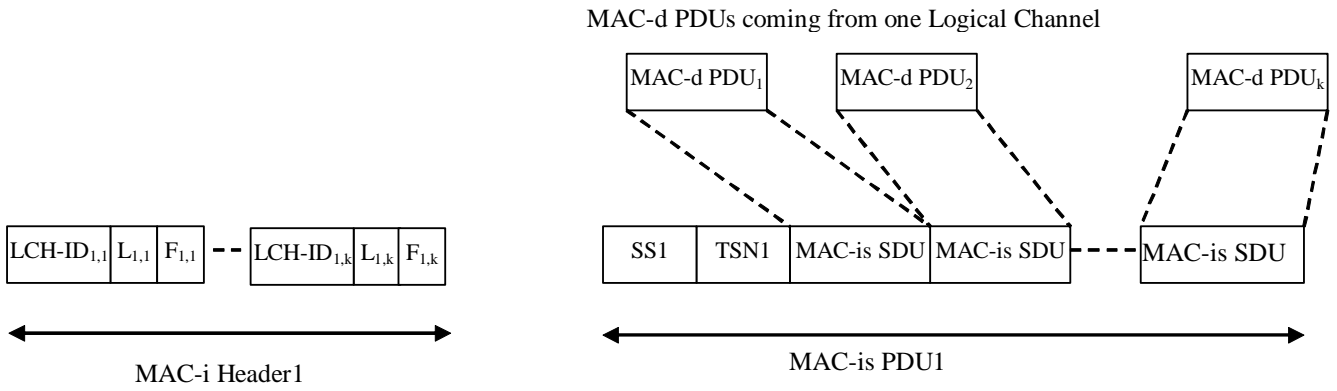 MAC-d PDUs coming from one Logical Channel
MAC-d PDU₁ MAC-d PDU₂ MAC-d PDUₖ
LCH-ID₁,₁ L₁,₁ F₁,₁ LCH-ID₁,ₖ L₁,ₖ F₁,ₖ SS1 TSN1 MAC-is SDU MAC-is SDU MAC-is SDU
MAC-i Header1 MAC-is PDU1